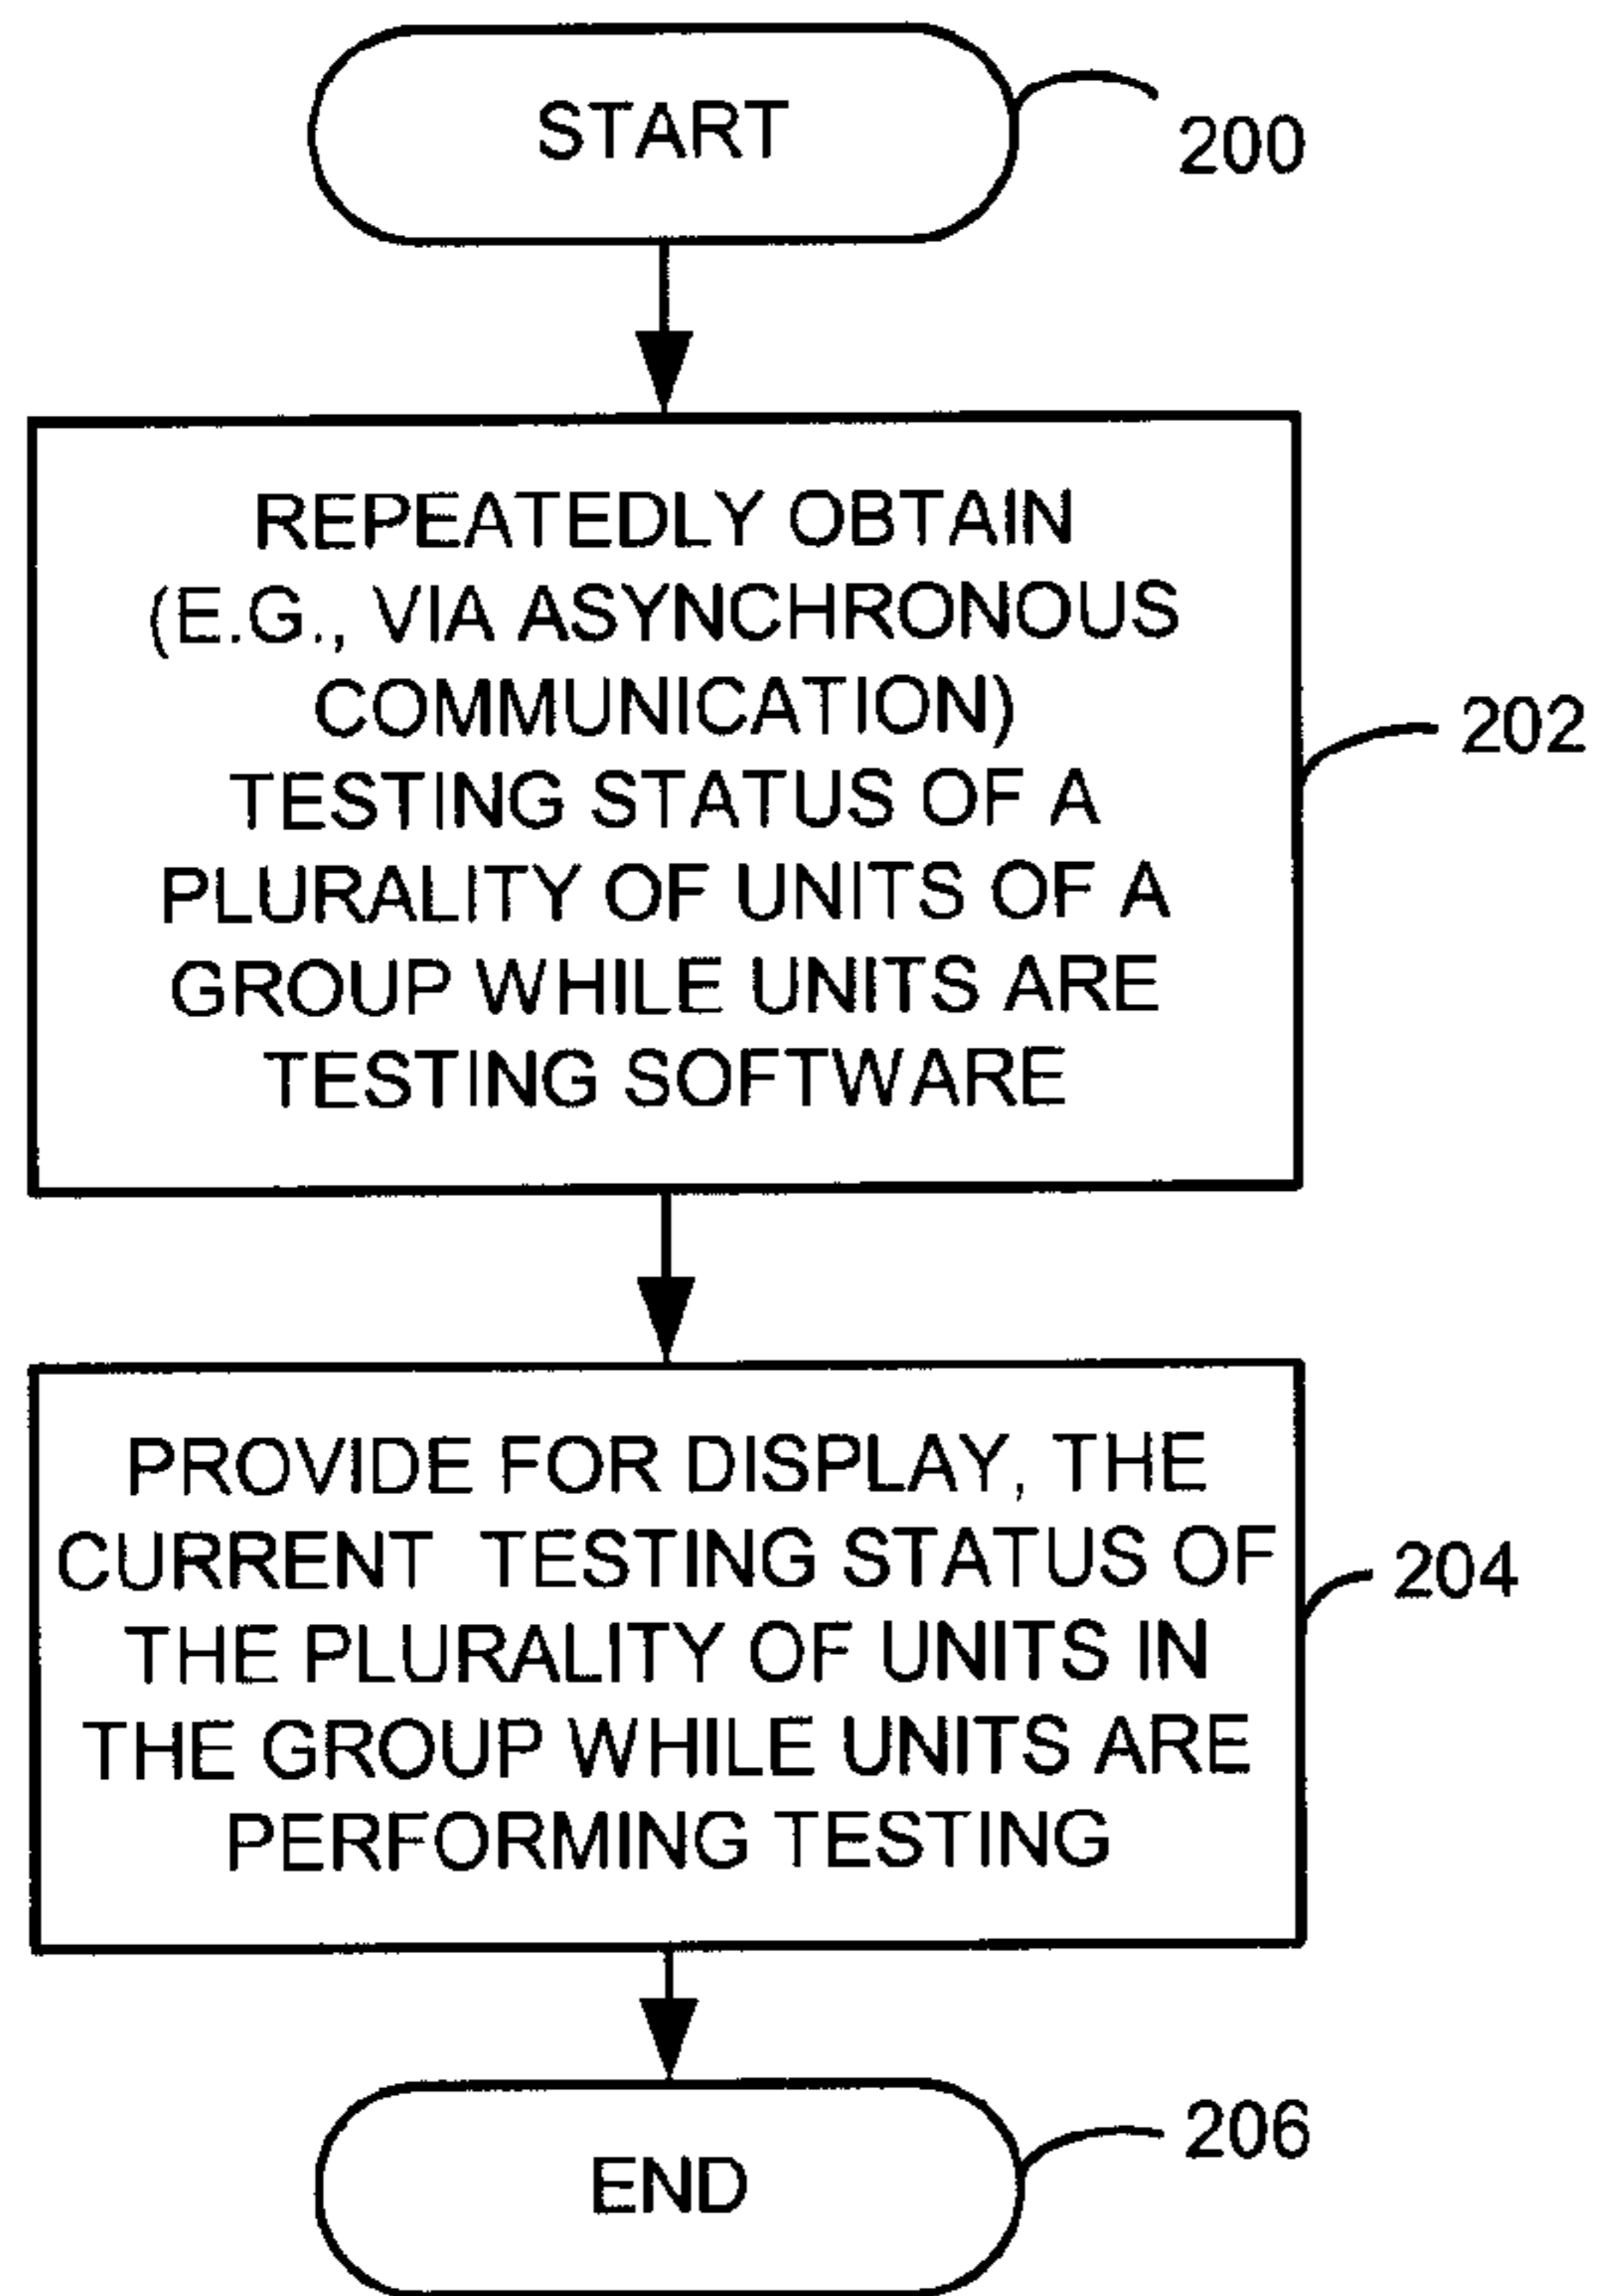 START
200
REPEATEDLY OBTAIN
(E.G., VIA ASYNCHRONOUS
COMMUNICATION)
TESTING STATUS OF A
PLURALITY OF UNITS OF A
GROUP WHILE UNITS ARE
TESTING SOFTWARE
202
PROVIDE FOR DISPLAY, THE
CURRENT TESTING STATUS OF
THE PLURALITY OF UNITS IN
THE GROUP WHILE UNITS ARE
PERFORMING TESTING
204
END
206